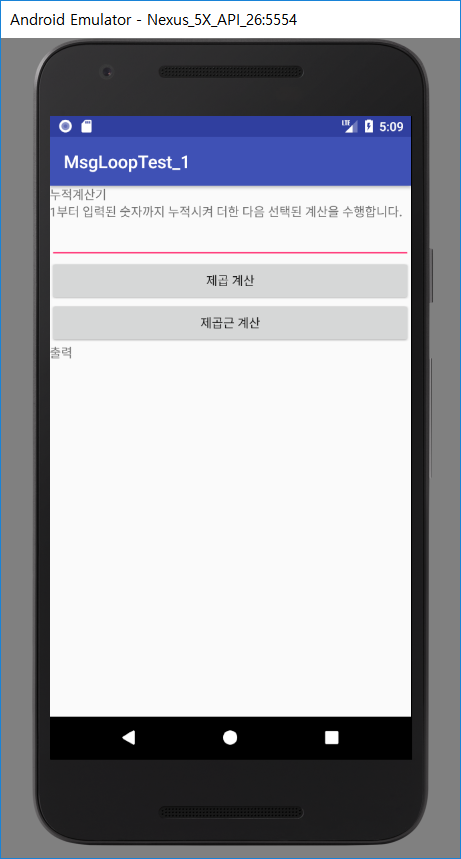 Android Emulator - Nexus_5X_API_26:5554
LTE 5:09
MsgLoopTest_1
누적계산기
1부터 입력된 숫자까지 누적시켜 더한 다음 선택된 계산을 수행합니다.
제곱 계산
제곱근 계산
출력